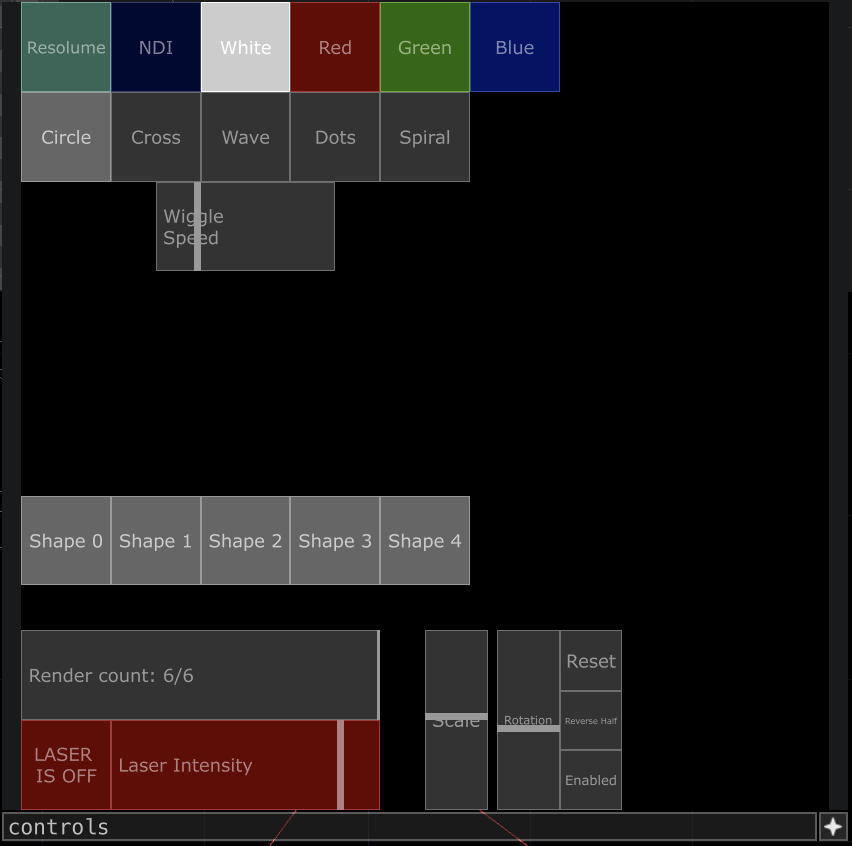 Resolume NDI White Red Green Blue
Circle Cross Wave Dots Spiral
Wiggle
Speed
Shape 0 Shape 1 Shape 2 Shape 3 Shape 4
Render count: 6/6
LASER
IS OFF
Laser Intensity
Scale
Rotation
Reset
Reverse Half
Enabled
controls